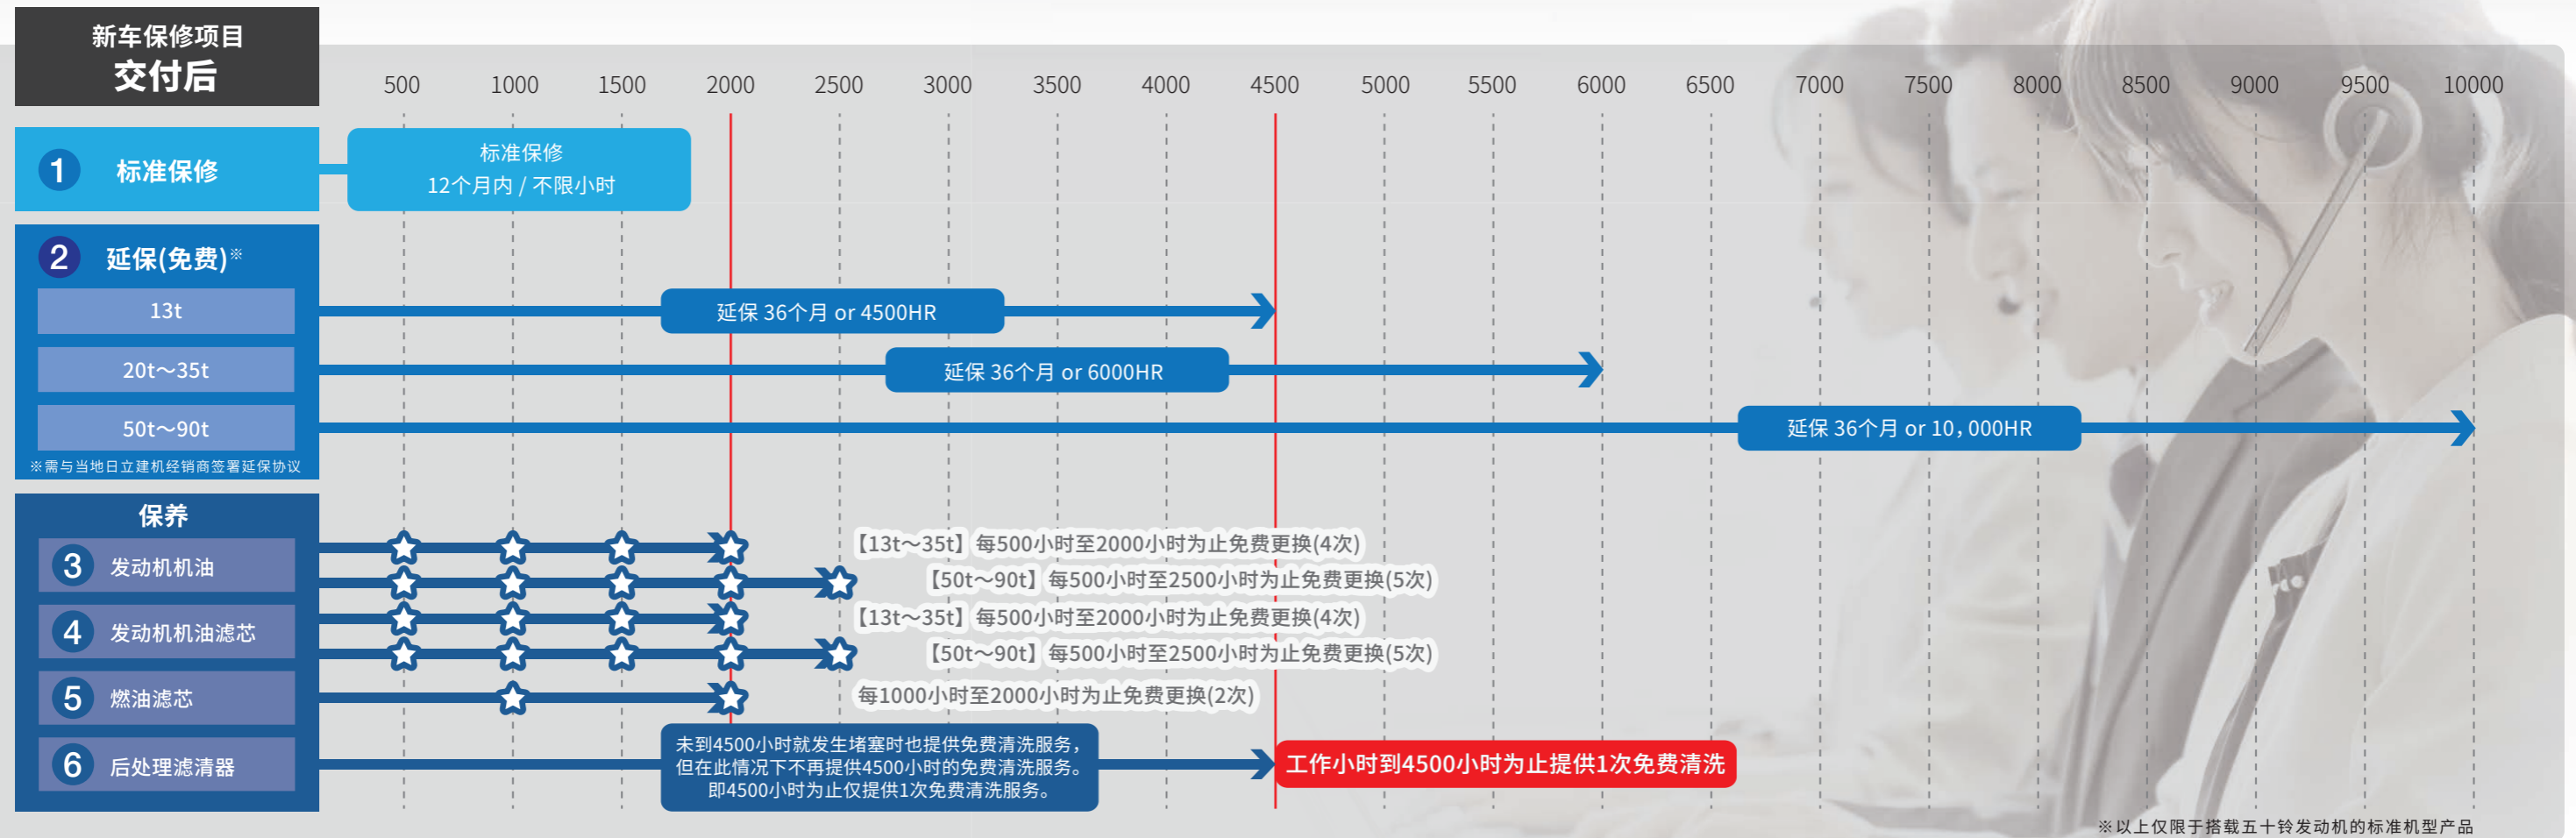 新车保修项目
交付后
500 1000 1500 2000 2500 3000 3500 4000 4500 5000 5500 6000 6500 7000 7500 8000 8500 9000 9500 10000
1 标准保修
标准保修
12个月内 / 不限小时
2 延保(免费)※
13t
延保 36个月 or 4500HR
20t～35t
延保 36个月 or 6000HR
50t～90t
延保 36个月 or 10，000HR
※需与当地日立建机经销商签署延保协议
保养
3 发动机机油
【13t～35t】每500小时至2000小时为止免费更换(4次)
【50t～90t】每500小时至2500小时为止免费更换(5次)
4 发动机机油滤芯
【13t～35t】每500小时至2000小时为止免费更换(4次)
【50t～90t】每500小时至2500小时为止免费更换(5次)
5 燃油滤芯
每1000小时至2000小时为止免费更换(2次)
6 后处理滤清器
未到4500小时就发生堵塞时也提供免费清洗服务，
但在此情况下不再提供4500小时的免费清洗服务。
即4500小时为止仅提供1次免费清洗服务。
工作小时到4500小时为止提供1次免费清洗
※以上仅限于搭载五十铃发动机的标准机型产品